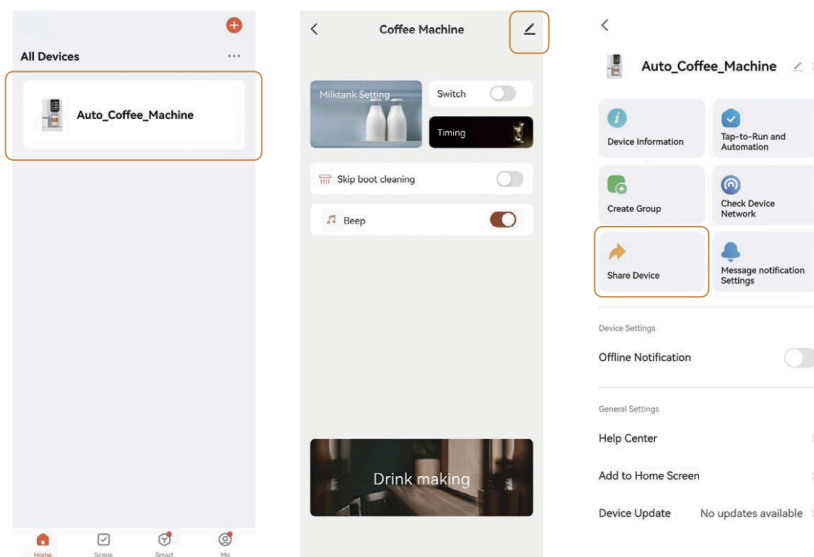 All Devices
Auto_Coffee_Machine
Home
Scene
Smart
Me
Coffee Machine
Milktank Setting
Switch
Timing
Skip boot cleaning
Beep
Drink making
Auto_Coffee_Machine
Device Information
Tap-to-Run and
Automation
Create Group
Check Device
Network
Share Device
Message notification
Settings
Device Settings
Offline Notification
General Settings
Help Center
Add to Home Screen
Device Update No updates available